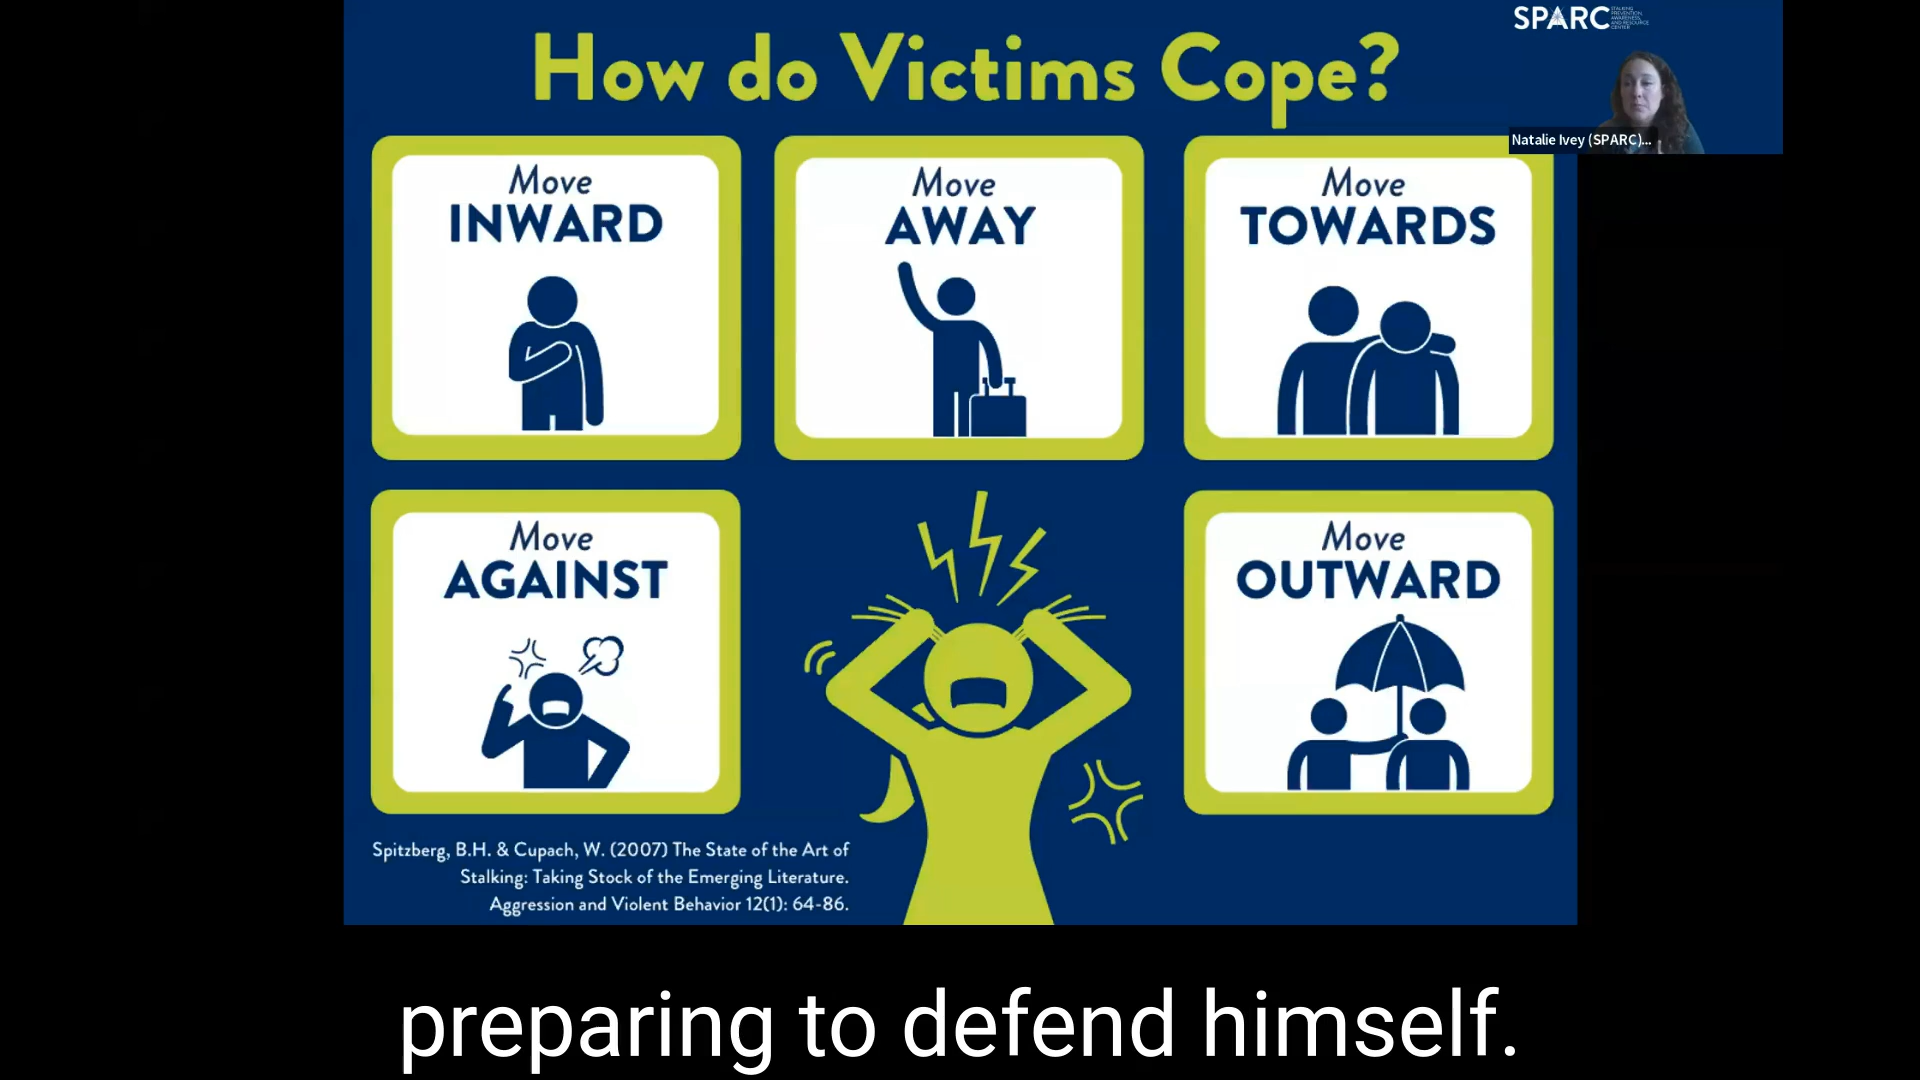 How do Victims Cope?
SPARC
STALKING
PREVENTION,
AWARENESS,
AND RESOURCE
CENTER
Natalie Ivey (SPARC)...
Move
INWARD
Move
AWAY
Move
TOWARDS
Move
AGAINST
Move
OUTWARD
Spitzberg, B.H. & Cupach, W. (2007) The State of the Art of
Stalking: Taking Stock of the Emerging Literature.
Aggression and Violent Behavior 12(1): 64-86.
preparing to defend himself.